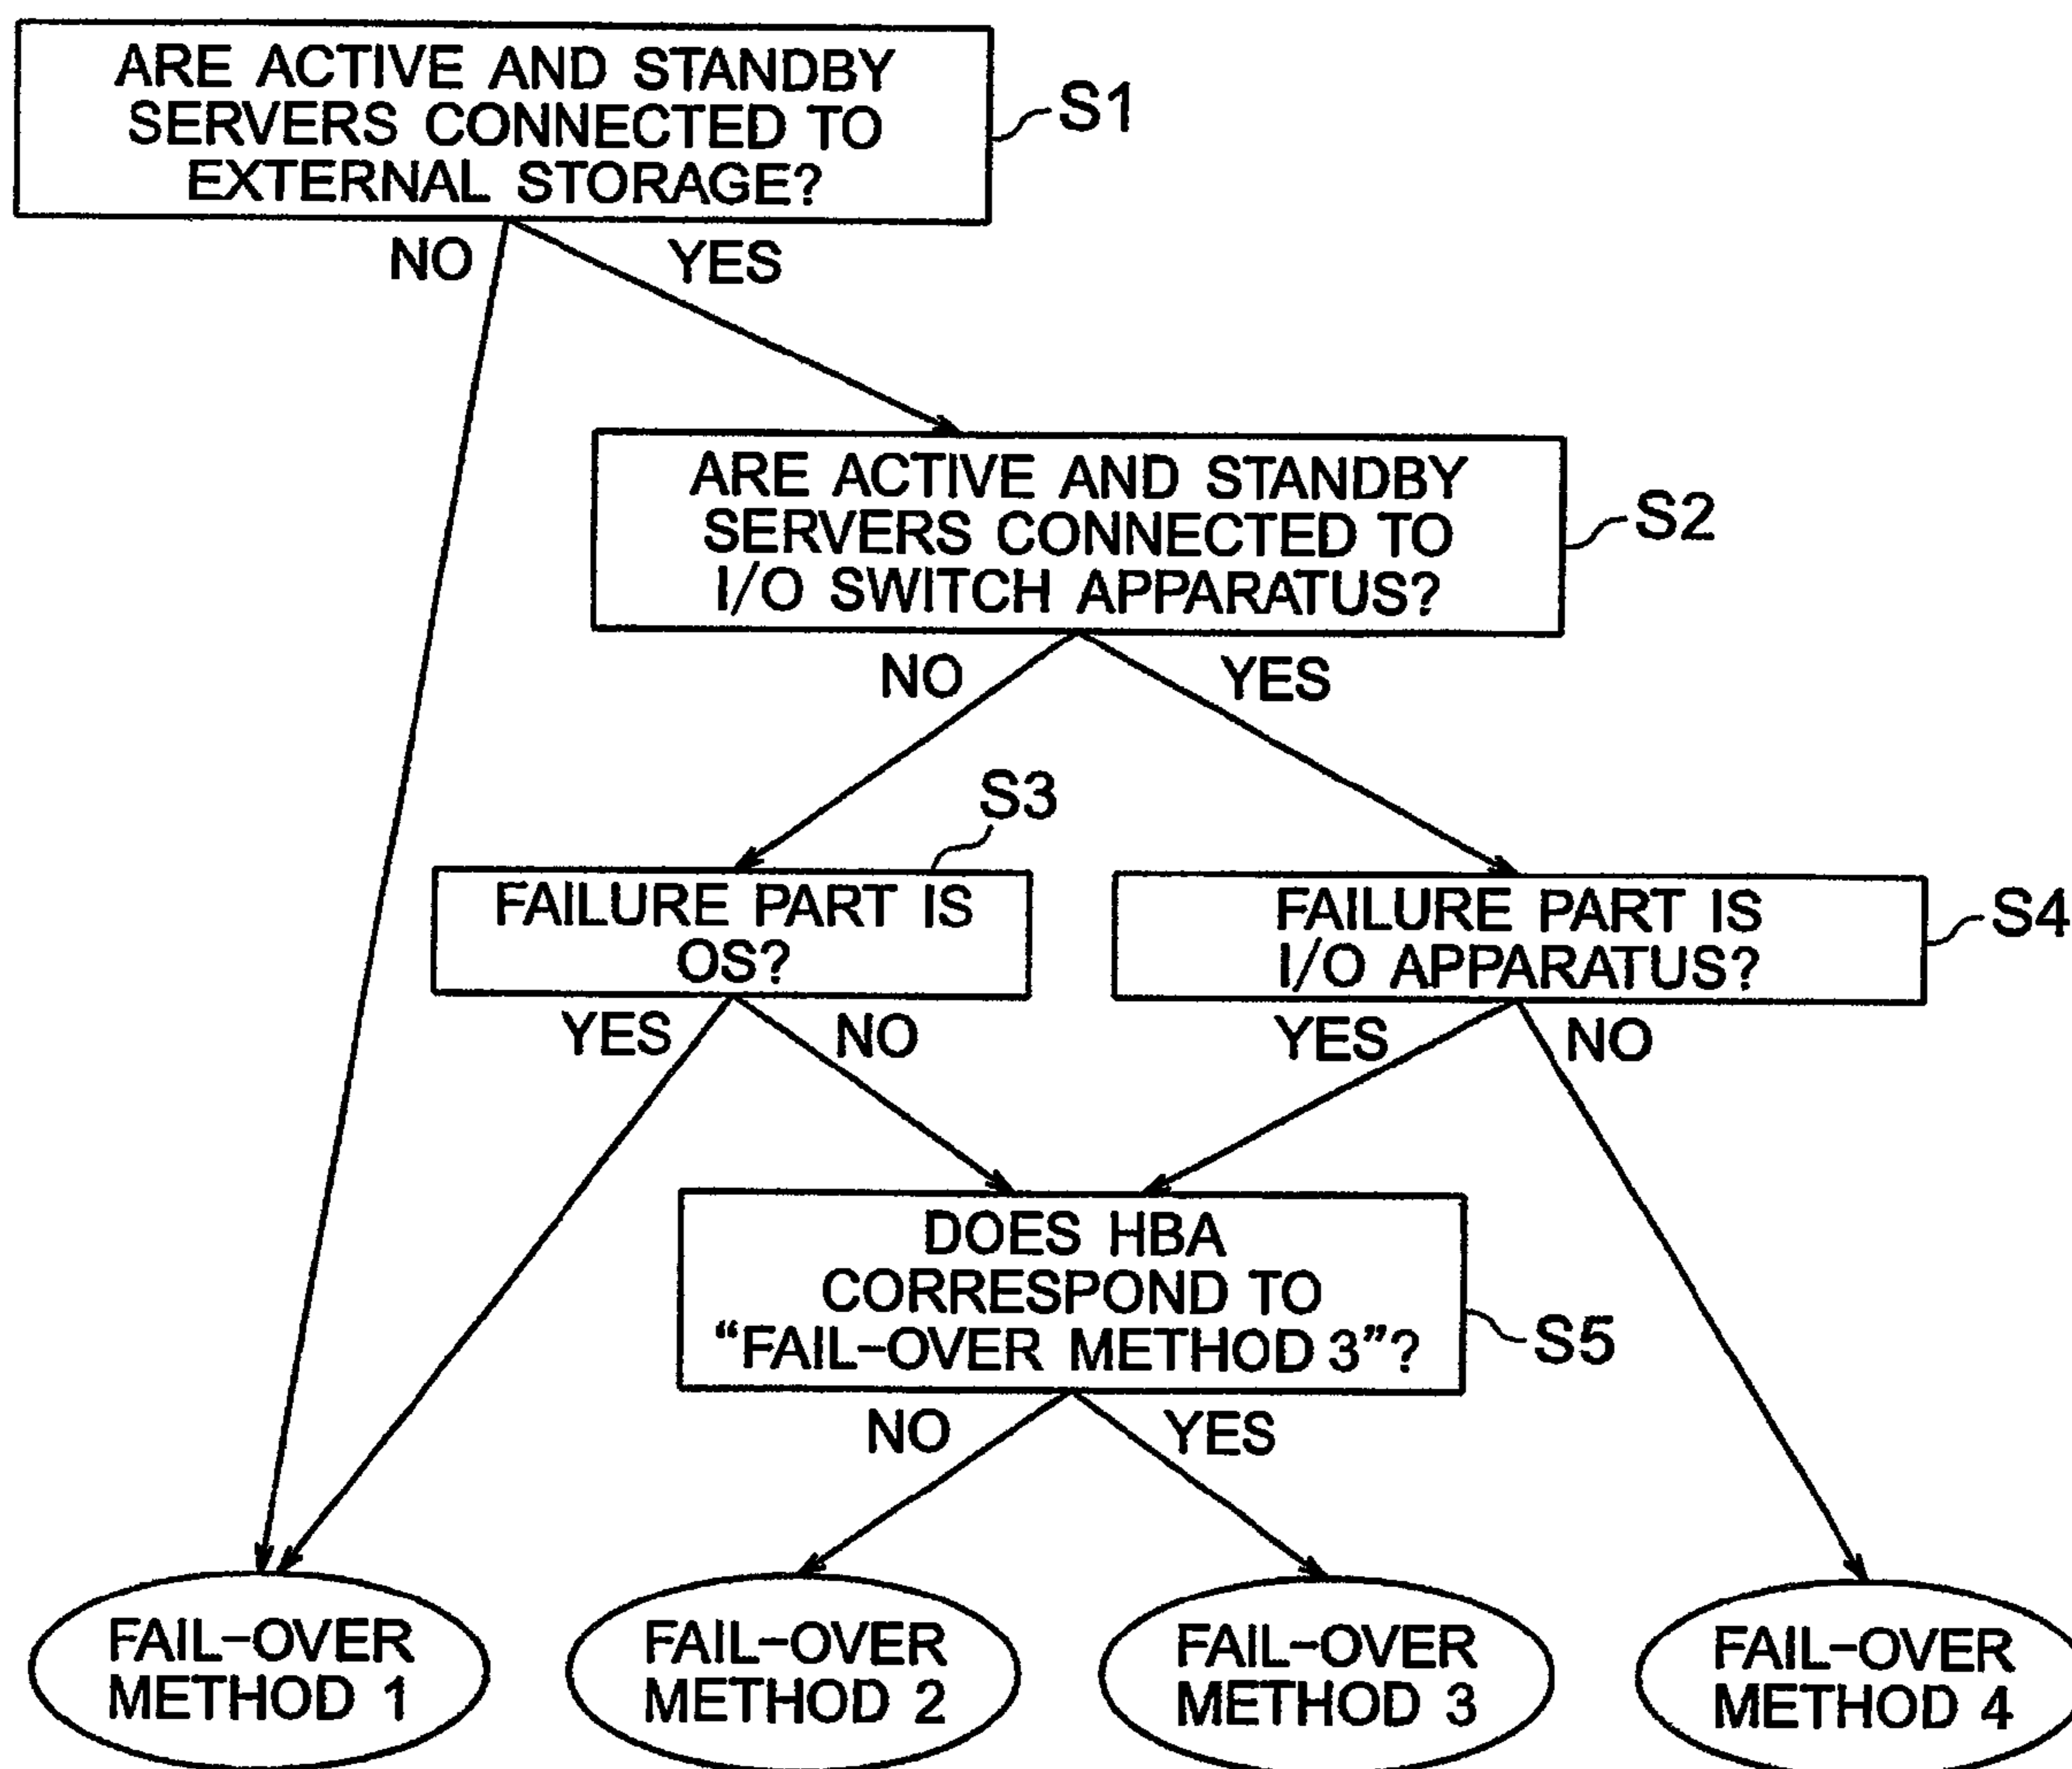 ARE ACTIVE AND STANDBY
SERVERS CONNECTED TO
EXTERNAL STORAGE?
S1
NO
YES
ARE ACTIVE AND STANDBY
SERVERS CONNECTED TO
I/O SWITCH APPARATUS?
S2
NO
YES
S3
FAILURE PART IS
OS?
FAILURE PART IS
I/O APPARATUS?
S4
YES
NO
YES
NO
DOES HBA
CORRESPOND TO
“FAIL-OVER METHOD 3”?
S5
NO
YES
FAIL-OVER
METHOD 1
FAIL-OVER
METHOD 2
FAIL-OVER
METHOD 3
FAIL-OVER
METHOD 4